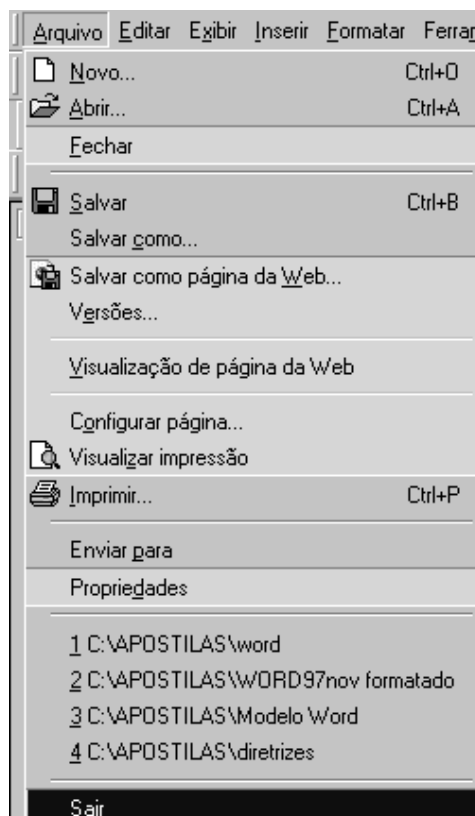 Arquivo Editar Exibir Inserir Formatar
Novo... Ctrl+O
Abrir... Ctrl+A
Fechar
Salvar Ctrl+B
Salvar como...
Salvar como página da Web...
Versões...
Visualização de página da Web
Configurar página...
Visualizar impressão
Imprimir... Ctrl+P
Enviar para
Propriedades
1 C:\APOSTILAS\word
2 C:\APOSTILAS\WORD97nov formatado
3 C:\APOSTILAS\Modelo Word
4 C:\APOSTILAS\diretrizes
Sair